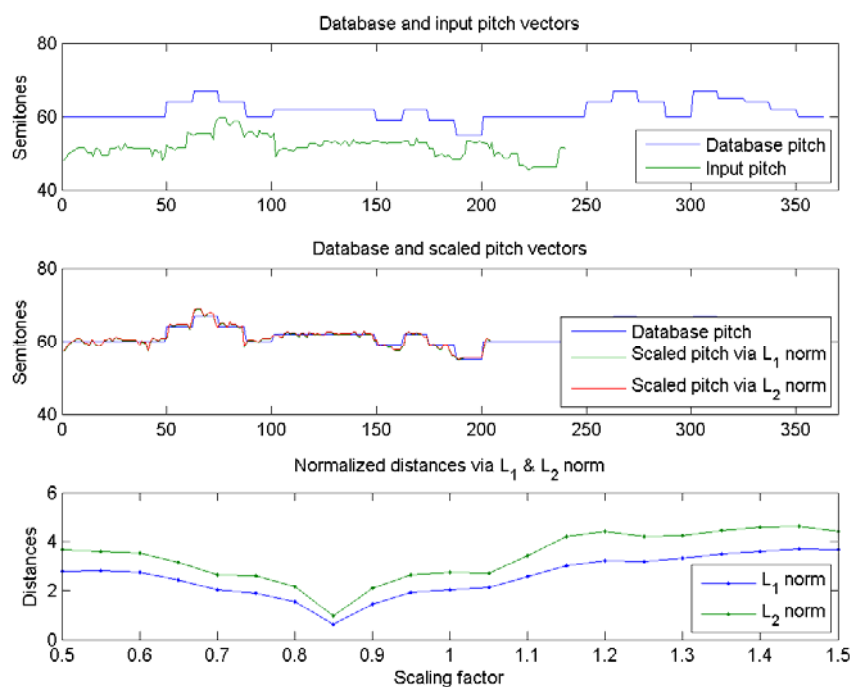 Database and input pitch vectors
80
60
40
Semitones
Database pitch
Input pitch
0 50 100 150 200 250 300 350
Database and scaled pitch vectors
80
60
40
Semitones
Database pitch
Scaled pitch via L1 norm
Scaled pitch via L2 norm
0 50 100 150 200 250 300 350
Normalized distances via L1 & L2 norm
6
4
2
0
Distances
L1 norm
L2 norm
0.5 0.6 0.7 0.8 0.9 1 1.1 1.2 1.3 1.4 1.5
Scaling factor